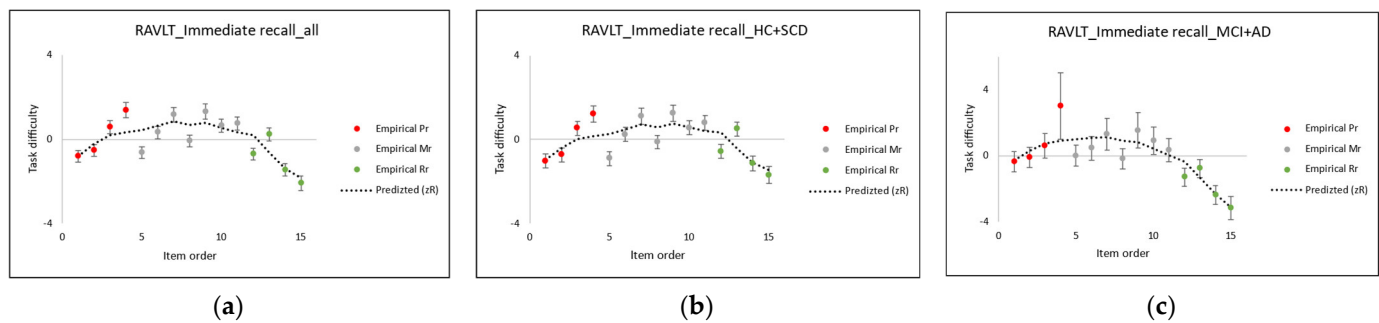 RAVLT_Immediate recall_all
4
0
-4
0
5
10
15
Task difficulty
Item order
Empirical Pr
Empirical Mr
Empirical Rr
Predizted (zR)
(a)
RAVLT_Immediate recall_HC+SCD
4
0
-4
0
5
10
15
Task difficulty
Item order
Empirical Pr
Empirical Mr
Empirical Rr
Predizted (zR)
(b)
RAVLT_Immediate recall_MCI+AD
4
0
-4
0
5
10
15
Task difficulty
Item order
Empirical Pr
Empirical Mr
Empirical Rr
Predizted (zR)
(c)